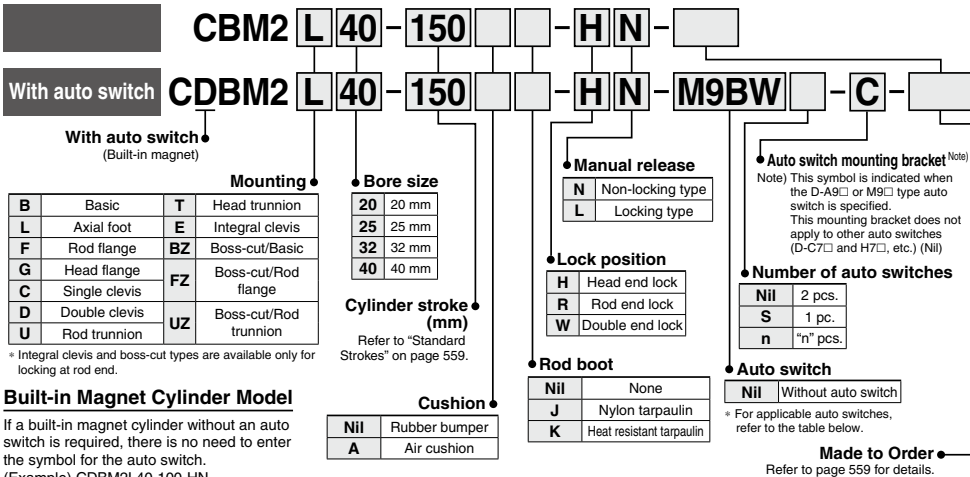 CBM2 L 40 - 150 - H N -
With auto switch CDBM2 L 40 - 150 - H N - M9BW - C -
With auto switch
(Built-in magnet)
Mounting
B Basic T Head trunnion
L Axial foot E Integral clevis
F Rod flange BZ Boss-cut/Basic
G Head flange FZ Boss-cut/Rod flange
C Single clevis
D Double clevis UZ Boss-cut/Rod trunnion
U Rod trunnion
* Integral clevis and boss-cut types are available only for
locking at rod end.
Built-in Magnet Cylinder Model
If a built-in magnet cylinder without an auto
switch is required, there is no need to enter
the symbol for the auto switch.
(Example) CDBM2L40-100-HN
Bore size
20 20 mm
25 25 mm
32 32 mm
40 40 mm
Cylinder stroke
(mm)
Refer to “Standard
Strokes” on page 559.
Cushion
Nil Rubber bumper
A Air cushion
Manual release
N Non-locking type
L Locking type
Lock position
H Head end lock
R Rod end lock
W Double end lock
Rod boot
Nil None
J Nylon tarpaulin
K Heat resistant tarpaulin
Auto switch mounting bracket Note)
Note) This symbol is indicated when
the D-A9□ or M9□ type auto
switch is specified.
This mounting bracket does not
apply to other auto switches
(D-C7□ and H7□, etc.) (Nil)
Number of auto switches
Nil 2 pcs.
S 1 pc.
n “n” pcs.
Auto switch
Nil Without auto switch
* For applicable auto switches,
refer to the table below.
Made to Order
Refer to page 559 for details.